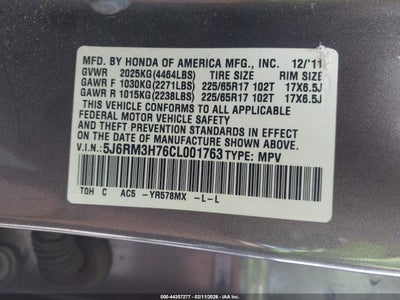 MFD. BY HONDA OF AMERICA MFG., INC. 12/'11
GVWR 2025KG(4464LBS) TIRE SIZE RIM SIZE
GAWR F 1030KG(2271LBS) 225/65R17 102T 17X6.5J
GAWR R 1015KG(2238LBS) 225/65R17 102T 17X6.5J
THIS VEHICLE CONFORMS TO ALL APPLICABLE
FEDERAL MOTOR VEHICLE SAFETY AND
THEFT PREVENTION STANDARDS IN EFFECT ON
THE DATE OF MANUFACTURE SHOWN ABOVE.
V.I.N:5J6RM3H76CL001763 TYPE: MPV
T0H C AC5 -YR578MX -L-L
000-44357277 - 02/11/2026 - IAA Inc.